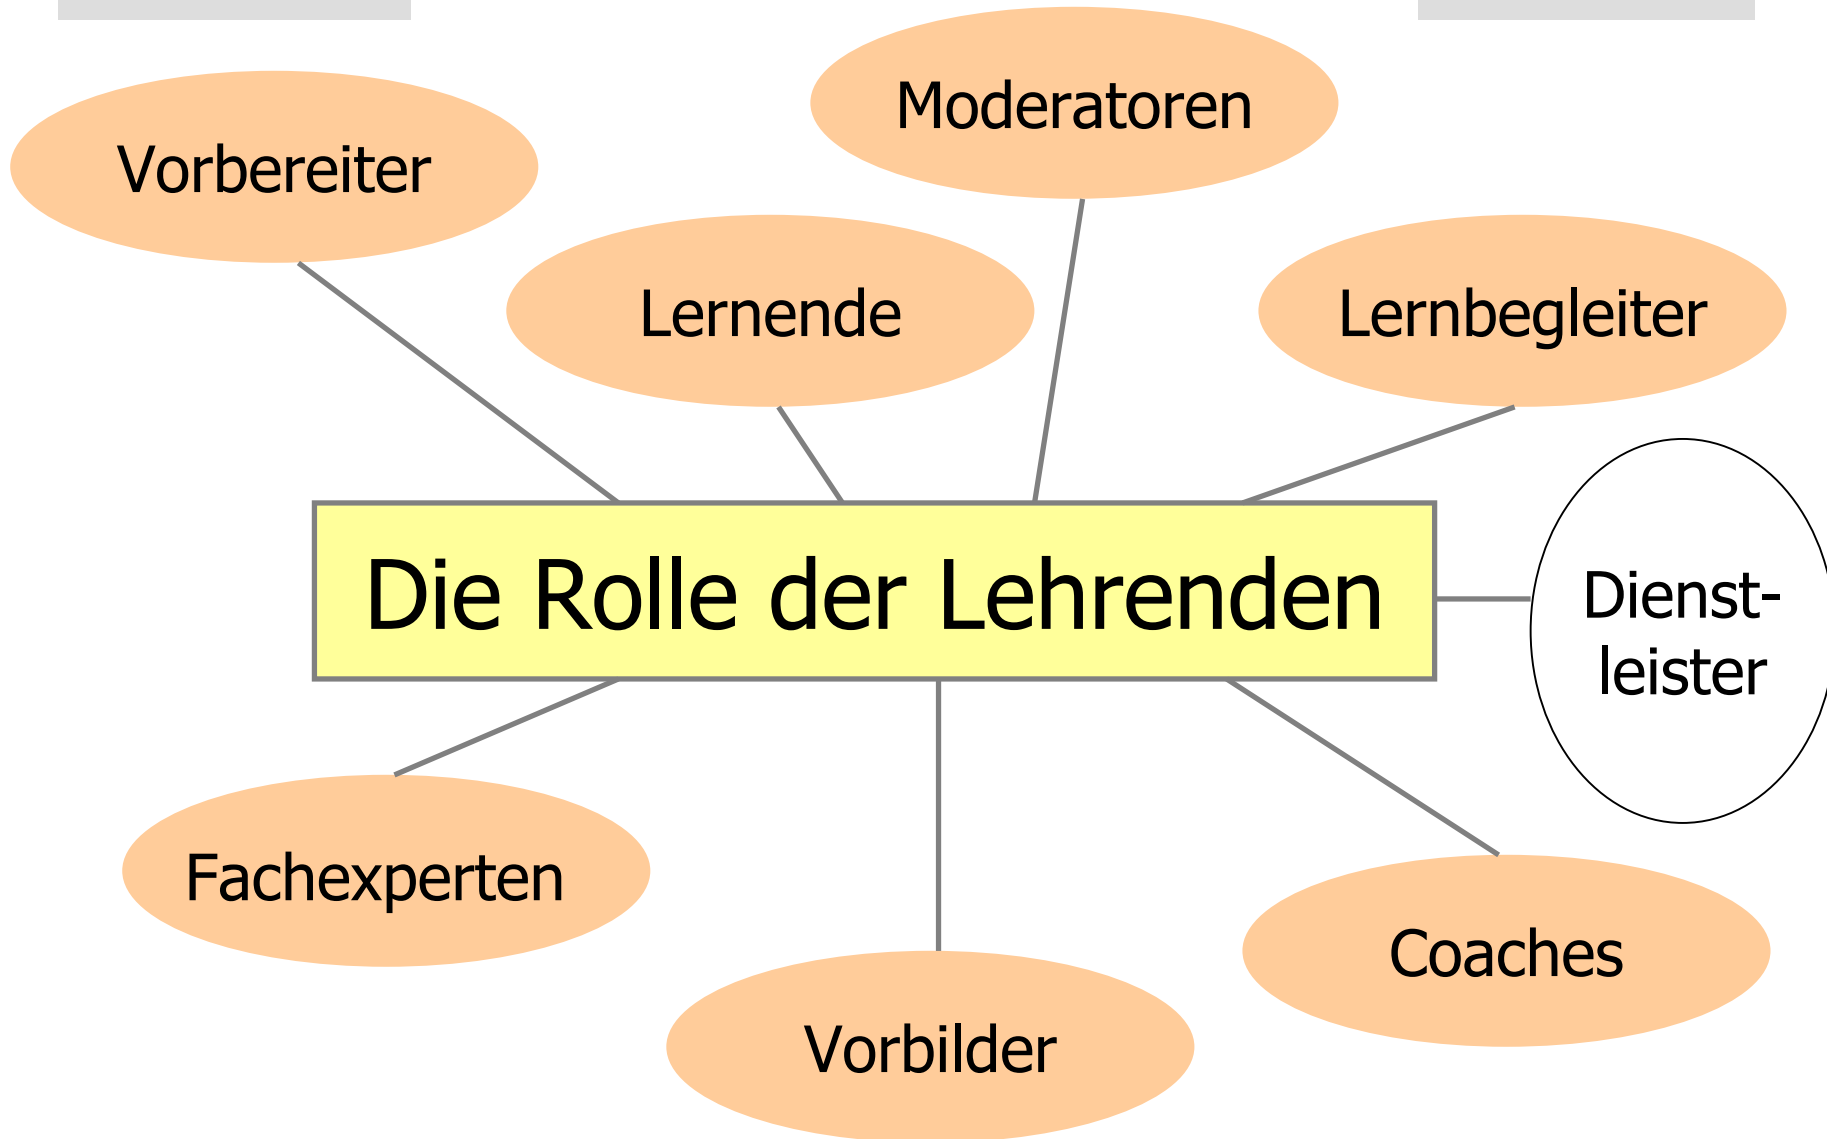 Moderatoren
Vorbereiter
Lernende
Lernbegleiter
Die Rolle der Lehrenden
Dienst-
leister
Fachexperten
Coaches
Vorbilder